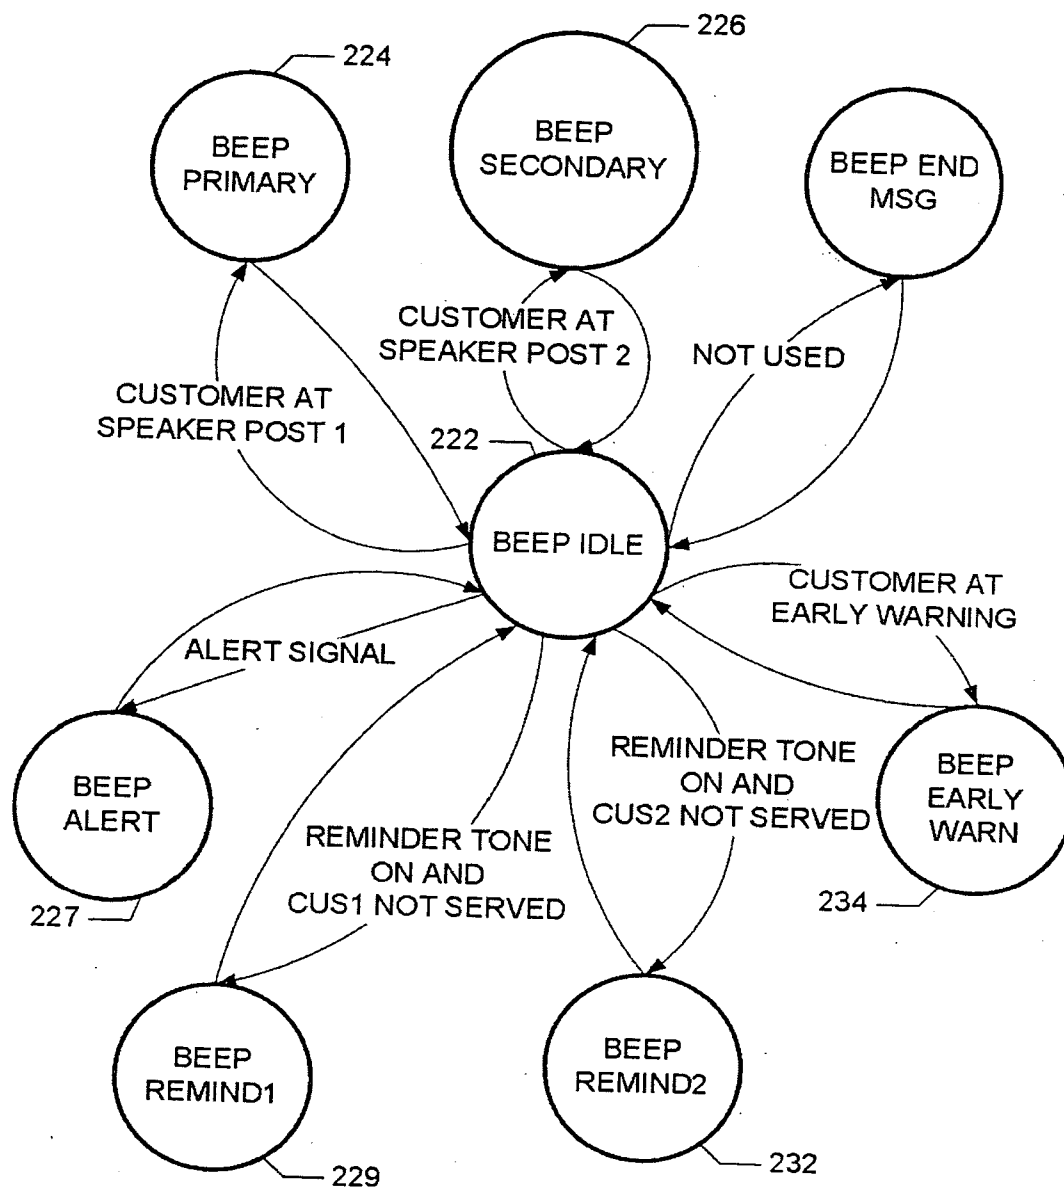 224
226
BEEP
PRIMARY
BEEP
SECONDARY
BEEP END
MSG
CUSTOMER AT
SPEAKER POST 2
NOT USED
CUSTOMER AT
SPEAKER POST 1
222
BEEP IDLE
CUSTOMER AT
EARLY WARNING
ALERT SIGNAL
BEEP
ALERT
REMINDER TONE
ON AND
CUS2 NOT SERVED
BEEP
EARLY
WARN
REMINDER TONE
ON AND
CUS1 NOT SERVED
227
234
BEEP
REMIND1
BEEP
REMIND2
229
232